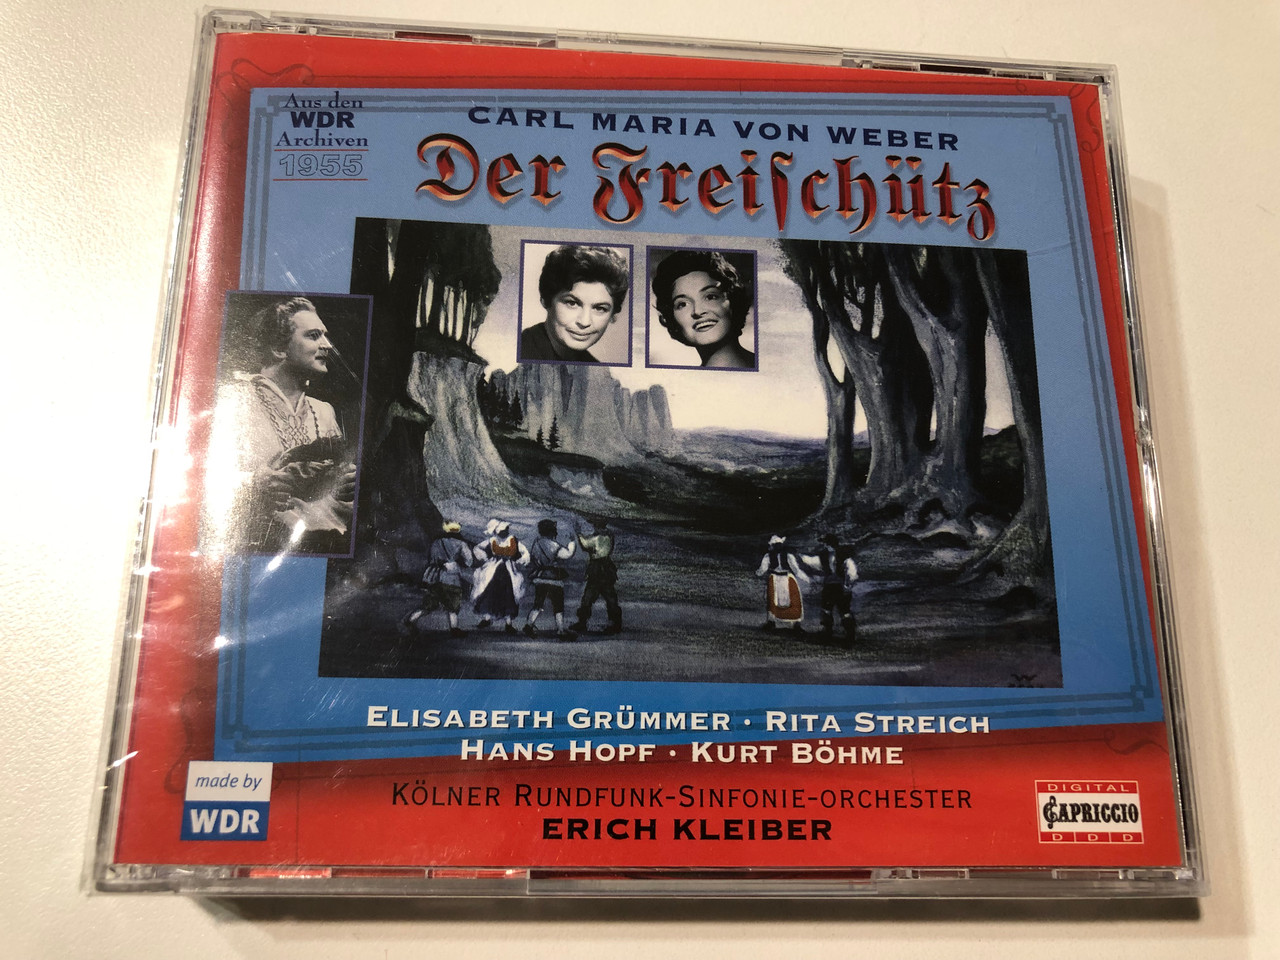 Aus den
WDR
Archiven
1955
CARL MARIA VON WEBER
Der Freiſchütz
ELISABETH GRÜMMER · RITA STREICH
HANS HOPF · KURT BÖHME
KÖLNER RUNDFUNK-SINFONIE-ORCHESTER
ERICH KLEIBER
made by
WDR
DIGITAL
CAPRICCIO
DDD